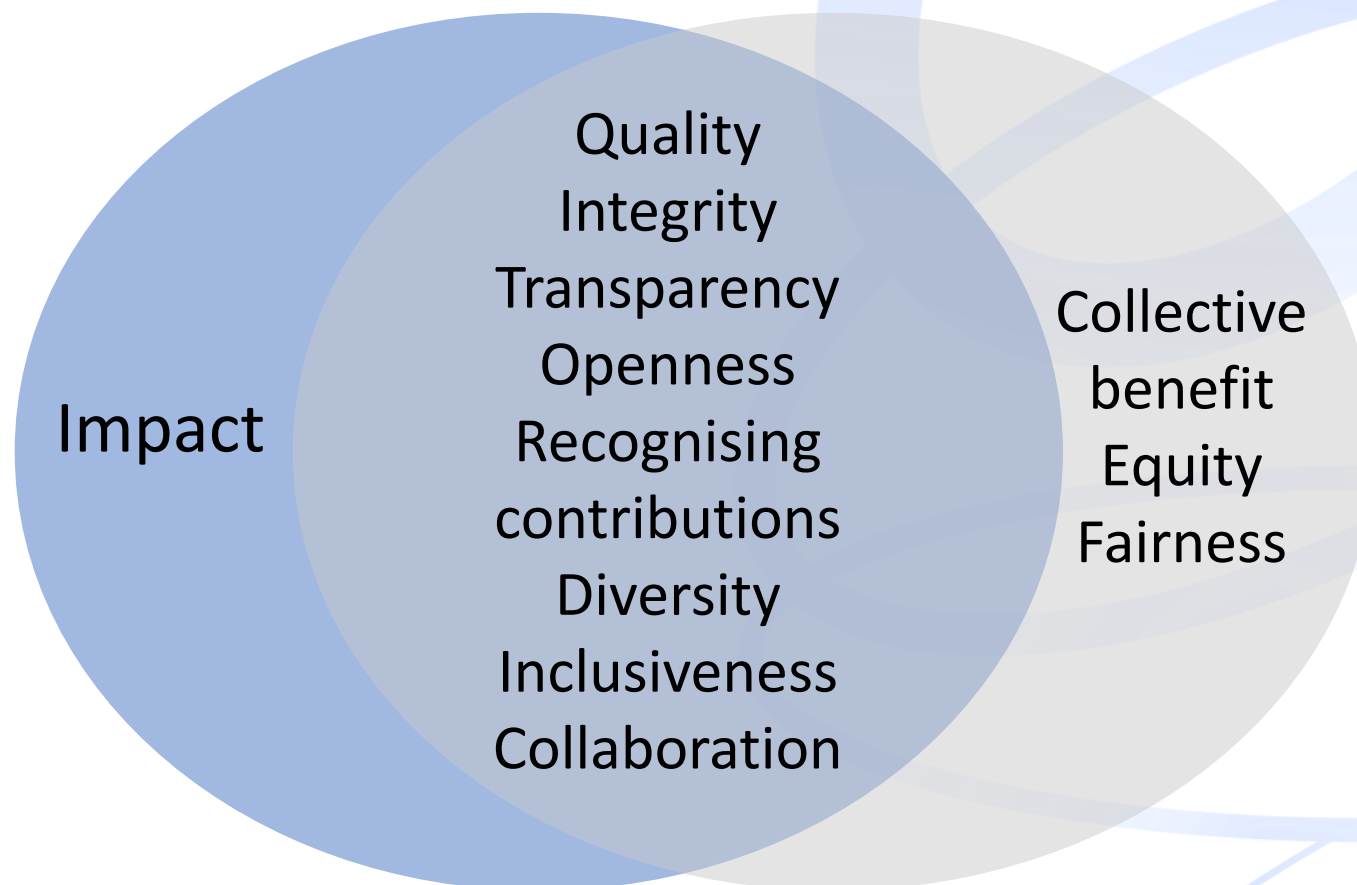 Impact
Quality
Integrity
Transparency
Openness
Recognising
contributions
Diversity
Inclusiveness
Collaboration
Collective
benefit
Equity
Fairness